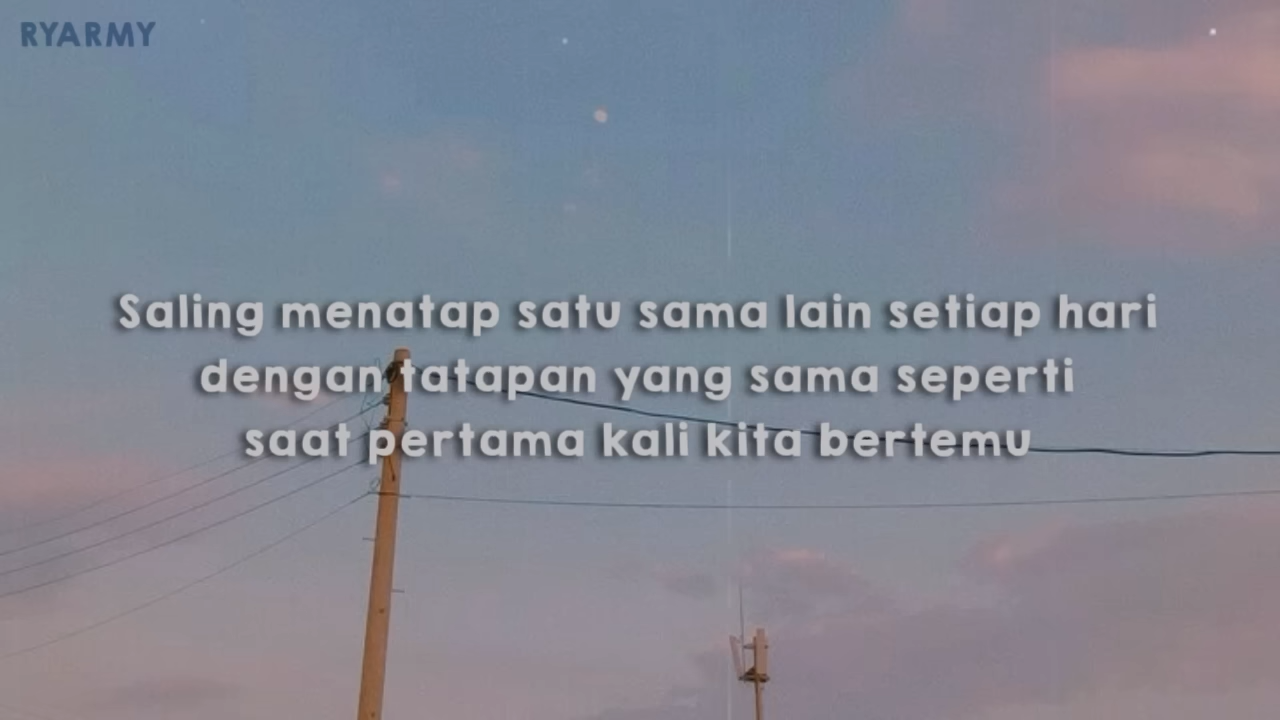 RYARMY
Saling menatap satu sama lain setiap hari
dengan tatapan yang sama seperti
saat pertama kali kita bertemu